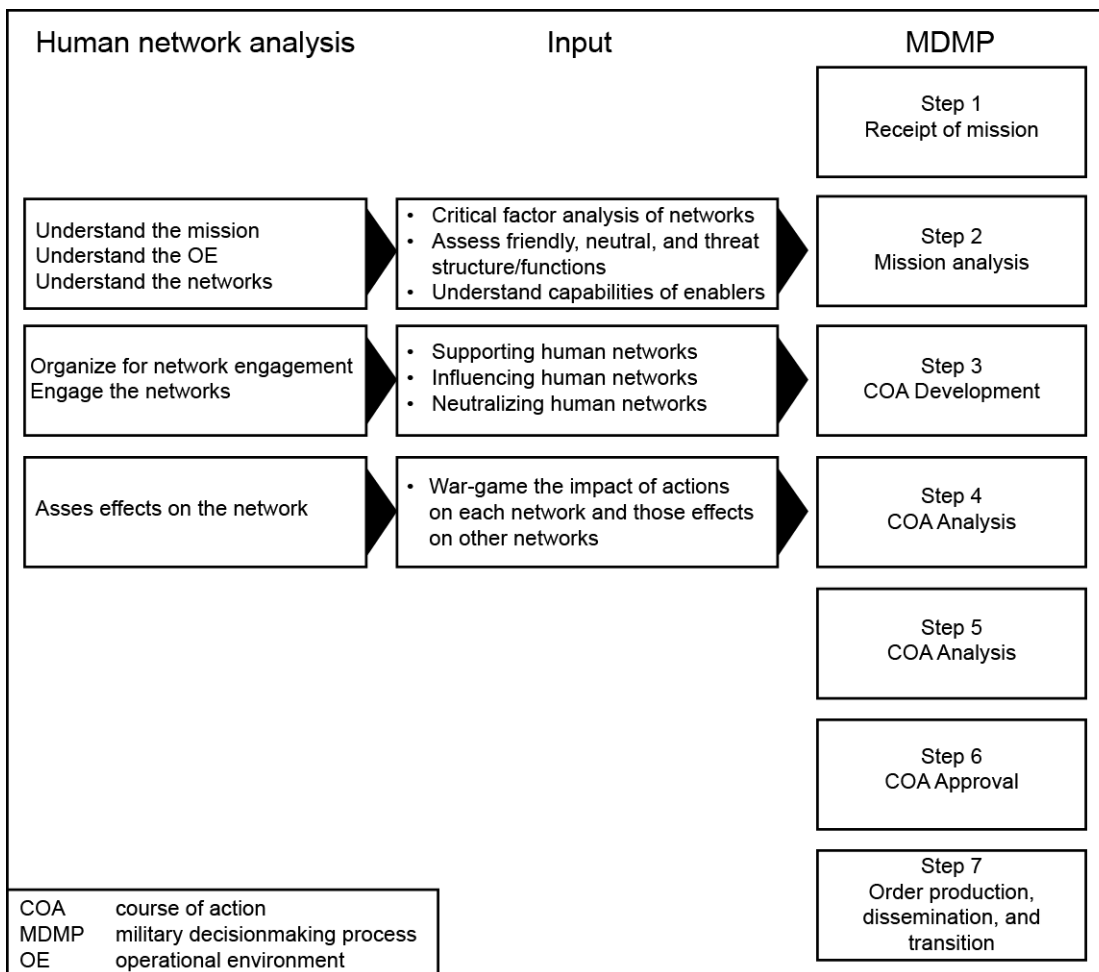 Human network analysis
Input
MDMP
Step 1
Receipt of mission
Understand the mission
Understand the OE
Understand the networks
• Critical factor analysis of networks
• Assess friendly, neutral, and threat
structure/functions
• Understand capabilities of enablers
Step 2
Mission analysis
Organize for network engagement
Engage the networks
• Supporting human networks
• Influencing human networks
• Neutralizing human networks
Step 3
COA Development
Asses effects on the network
• War-game the impact of actions
on each network and those effects
on other networks
Step 4
COA Analysis
Step 5
COA Analysis
Step 6
COA Approval
Step 7
Order production,
dissemination, and
transition
COA course of action
MDMP military decisionmaking process
OE operational environment